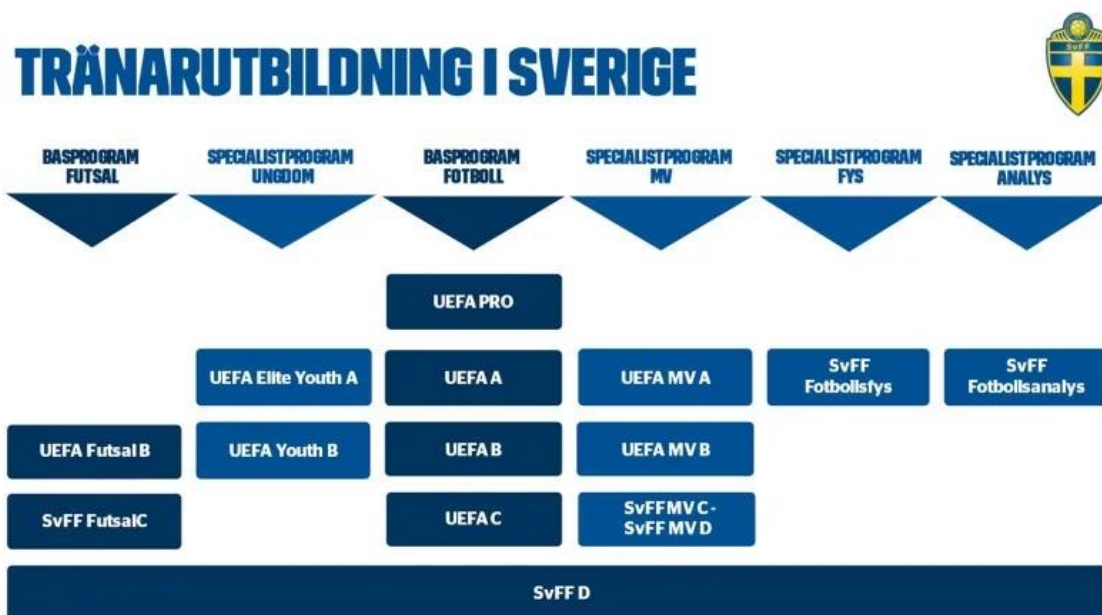 TRÄNARUTBILDNING I SVERIGE
SvFF
BASPROGRAM
FUTSAL
SPECIALISTPROGRAM
UNGDOM
BASPROGRAM
FOTBOLL
SPECIALISTPROGRAM
MV
SPECIALISTPROGRAM
FYS
SPECIALISTPROGRAM
ANALYS
UEFA PRO
UEFA Elite Youth A
UEFA A
UEFA MV A
SvFF
Fotbollsfys
SvFF
Fotbollsanalys
UEFA Futsal B
UEFA Youth B
UEFA B
UEFA MV B
SvFF FutsalC
UEFA C
SvFF MV C -
SvFF MV D
SvFF D